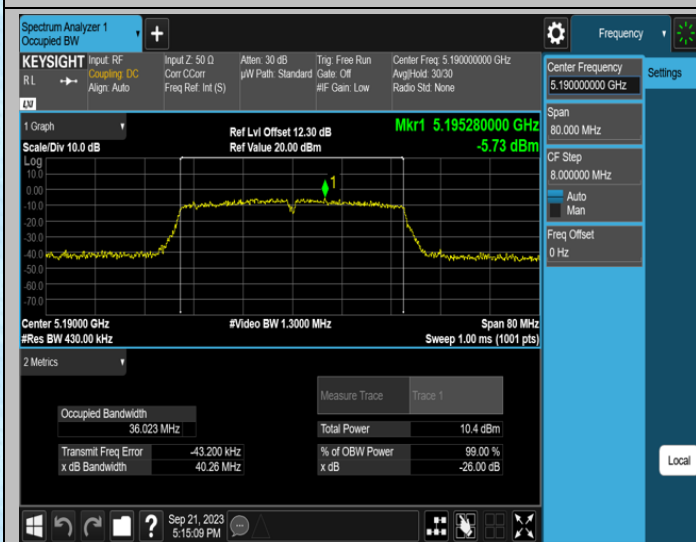 Spectrum Analyzer 1
Occupied BW
Frequency
KEYSIGHT
RL
LXI
Input: RF
Coupling: DC
Align: Auto
Input Z: 50 Ω
Corr CCorr
Freq Ref: Int (S)
Atten: 30 dB
µW Path: Standard
Trig: Free Run
Gate: Off
#IF Gain: Low
Center Freq: 5.190000000 GHz
Avg|Hold: 30/30
Radio Std: None
Center Frequency
5.190000000 GHz
Settings
Span
80.000 MHz
CF Step
8.000000 MHz
Auto
Man
Freq Offset
0 Hz
Local
1 Graph
Scale/Div 10.0 dB
Ref Lvl Offset 12.30 dB
Ref Value 20.00 dBm
Mkr1 5.195280000 GHz
-5.73 dBm
Log
10.0
0.00
-10.0
-20.0
-30.0
-40.0
-50.0
-60.0
-70.0
1
Center 5.19000 GHz
#Res BW 430.00 kHz
#Video BW 1.3000 MHz
Span 80 MHz
Sweep 1.00 ms (1001 pts)
2 Metrics
Measure Trace
Trace 1
Occupied Bandwidth
36.023 MHz
Total Power
10.4 dBm
Transmit Freq Error
-43.200 kHz
% of OBW Power
99.00 %
x dB Bandwidth
40.26 MHz
x dB
-26.00 dB
?
Sep 21, 2023
5:15:09 PM